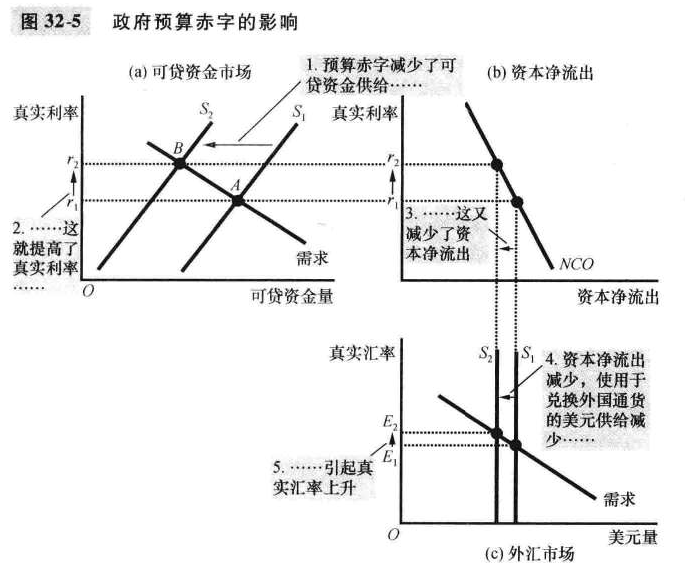 图 32-5 政府预算赤字的影响
(a) 可贷资金市场
1. 预算赤字减少了可
贷资金供给……
(b) 资本净流出
真实利率
S₂
S₁
真实利率
B
A
r₂
r₁
r₂
r₁
2. ……这
就提高了
真实利率
……
需求
O
可贷资金量
3. ……这又
减少了资
本净流出
NCO
资本净流出
真实汇率
S₂
S₁
4. 资本净流出
减少，使用于
兑换外国通货
的美元供给减
少……
E₂
E₁
5. ……引起真
实汇率上升
需求
O
美元量
(c) 外汇市场